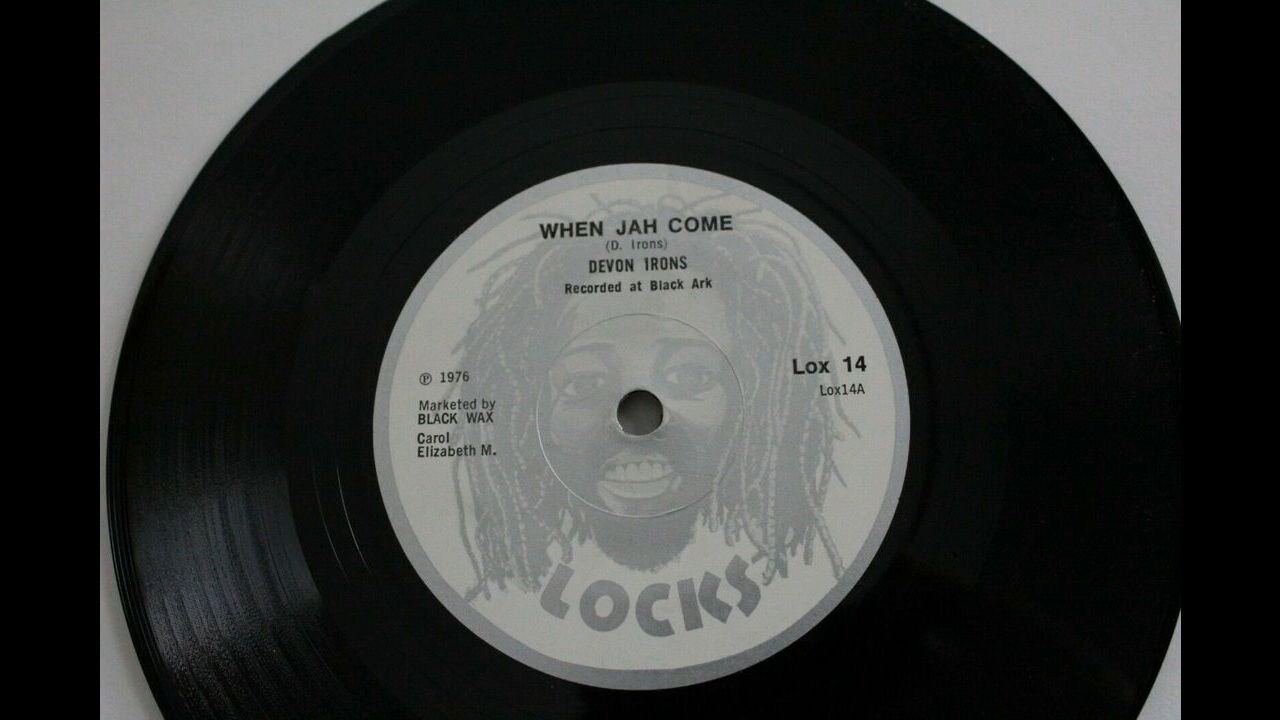 WHEN JAH COME
(D. Irons)
DEVON IRONS
Recorded at Black Ark
Lox 14
Lox14A
℗ 1976
Marketed by
BLACK WAX
Carol
Elizabeth M.
LOCKS